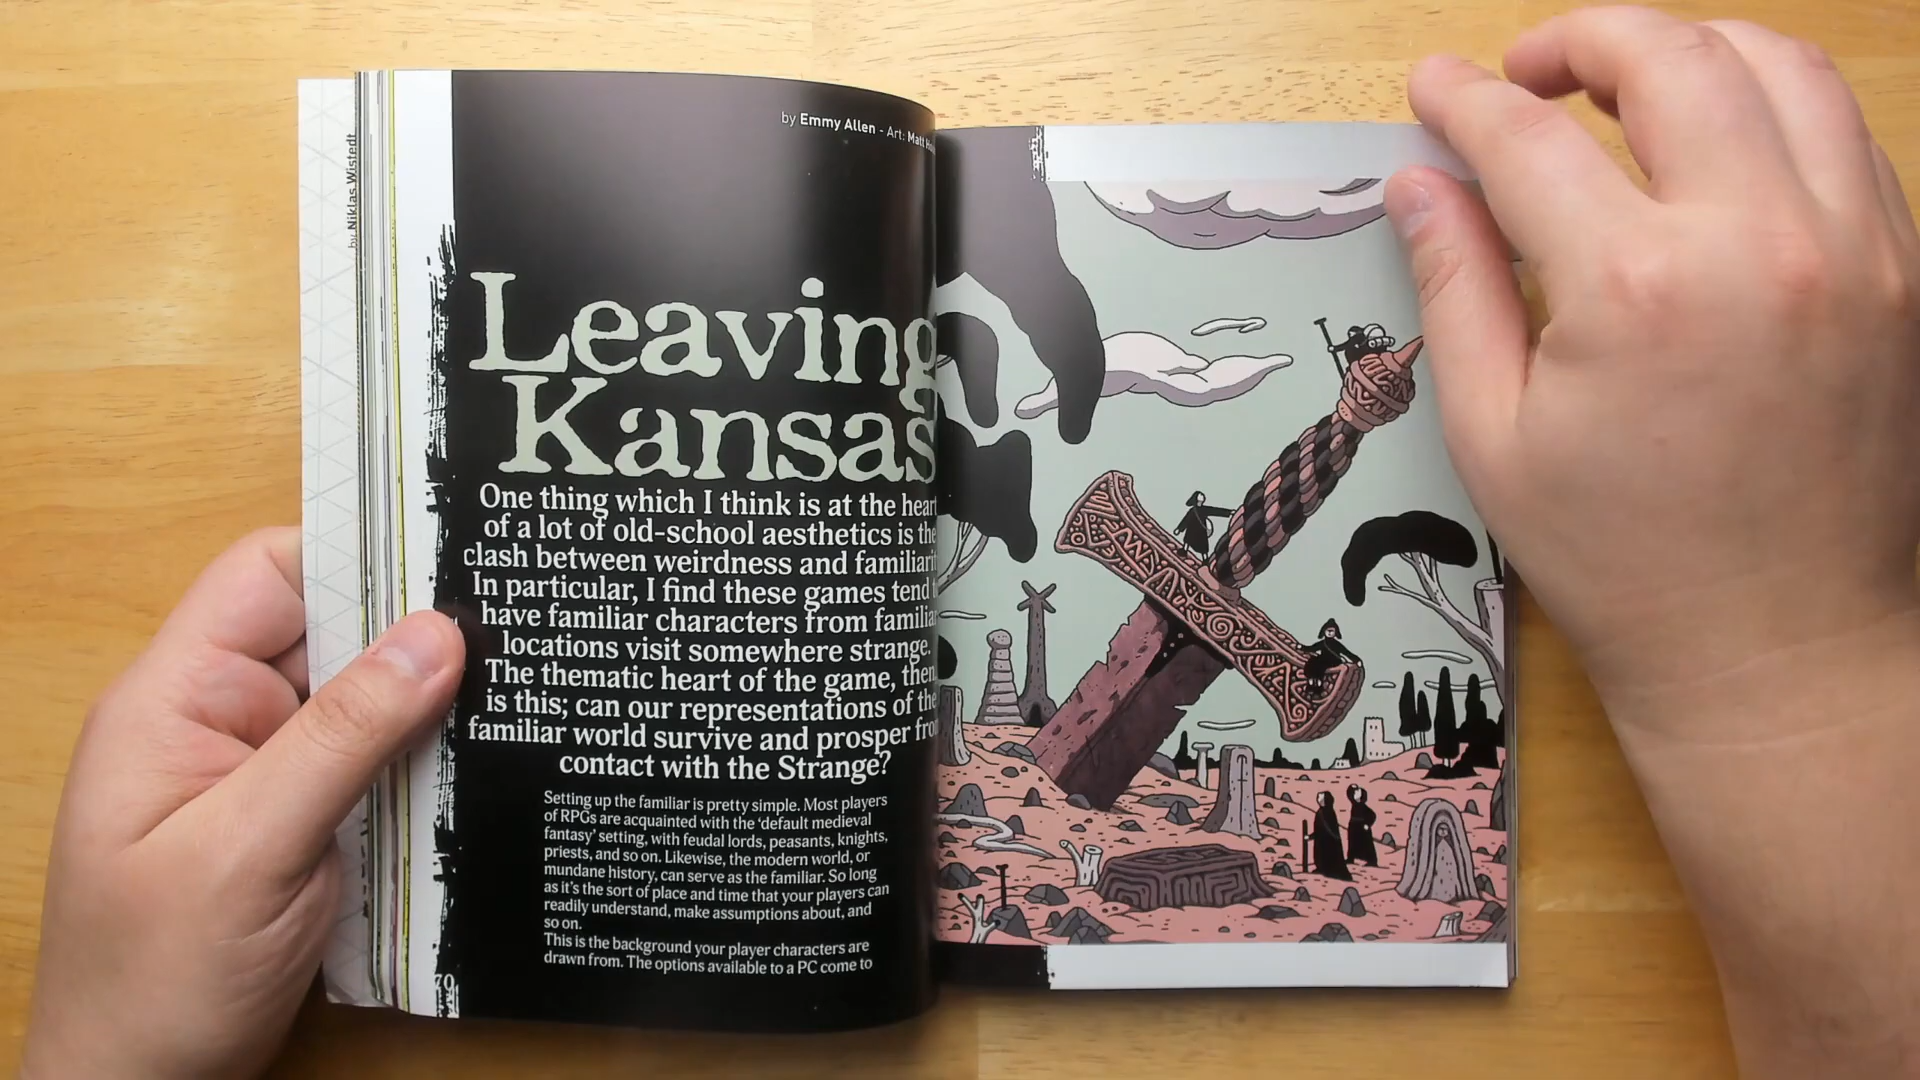 by Niklas Wistedt
by Emmy Allen - Art: Matt
Leaving
Kansas
One thing which I think is at the heart
of a lot of old-school aesthetics is the
clash between weirdness and
In particular, I find these games tend
have familiar characters from
locations visit somewhere strange.
The thematic heart of the game, then,
is this; can our representations of the
familiar world survive and prosper
contact with the Strange?
Setting up the familiar is pretty simple. Most players
of RPGs are acquainted with the ‘default medieval
fantasy’ setting, with feudal lords, peasants, knights,
priests, and so on. Likewise, the modern world, or
mundane history, can serve as the familiar. So long
as it's the sort of place and time that your players can
readily understand, make assumptions about, and
so on.
This is the background your player characters are
drawn from. The options available to a PC come to
70